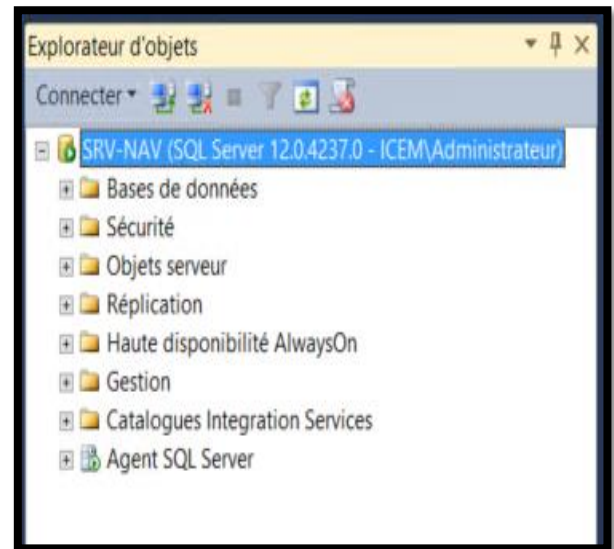 Explorateur d'objets
Connecter
SRV-NAV (SQL Server 12.0.4237.0 - ICEM\Administrateur)
Bases de données
Sécurité
Objets serveur
Réplication
Haute disponibilité AlwaysOn
Gestion
Catalogues Integration Services
Agent SQL Server